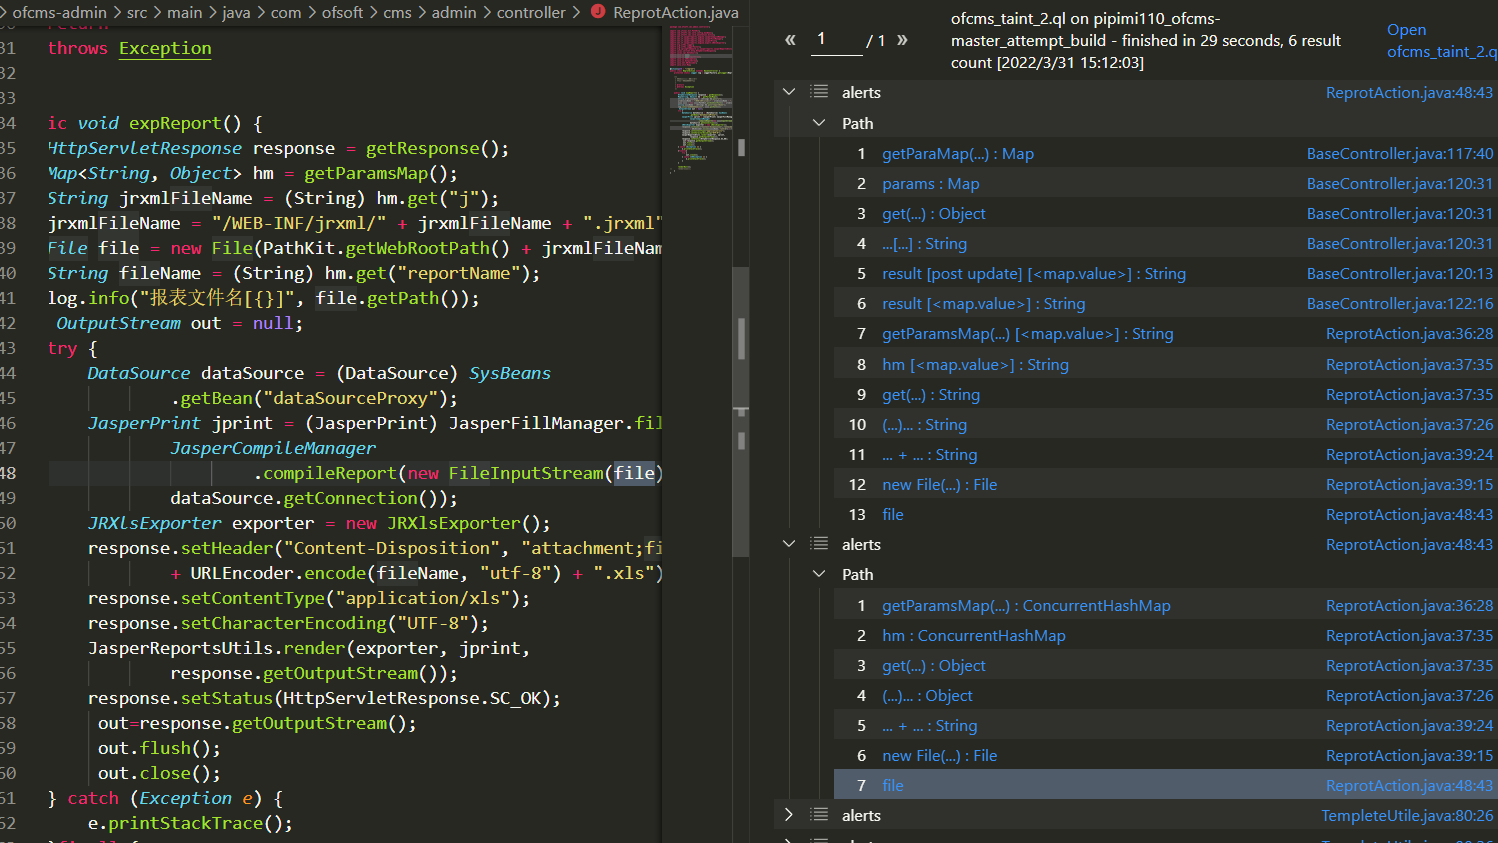 ofcms-admin > src > main > java > com > ofsoft > cms > admin > controller > ReprotAction.java
31 throws Exception
32
33
34 ic void expReport() {
35 HttpServletResponse response = getResponse();
36 Map<String, Object> hm = getParamsMap();
37 String jrxmlFileName = (String) hm.get("j");
38 jrxmlFileName = "/WEB-INF/jrxml/" + jrxmlFileName + ".jrxml"
39 File file = new File(PathKit.getWebRootPath() + jrxmlFileNam
40 String fileName = (String) hm.get("reportName");
41 log.info("报表文件名[{}]", file.getPath());
42 OutputStream out = null;
43 try {
44 DataSource dataSource = (DataSource) SysBeans
45 .getBean("dataSourceProxy");
46 JasperPrint jprint = (JasperPrint) JasperFillManager.fil
47 JasperCompileManager
48 .compileReport(new FileInputStream(file)
49 dataSource.getConnection());
50 JRXlsExporter exporter = new JRXlsExporter();
51 response.setHeader("Content-Disposition", "attachment;fi
52 + URLEncoder.encode(fileName, "utf-8") + ".xls")
53 response.setContentType("application/xls");
54 response.setCharacterEncoding("UTF-8");
55 JasperReportsUtils.render(exporter, jprint,
56 response.getOutputStream());
57 response.setStatus(HttpServletResponse.SC_OK);
58 out=response.getOutputStream();
59 out.flush();
60 out.close();
61 } catch (Exception e) {
62 e.printStackTrace();
« 1 / 1 »
ofcms_taint_2.ql on pipimi110_ofcms-
master_attempt_build - finished in 29 seconds, 6 result
count [2022/3/31 15:12:03]
Open
ofcms_taint_2.q
alerts ReprotAction.java:48:43
Path
1 getParaMap(...) : Map BaseController.java:117:40
2 params : Map BaseController.java:120:31
3 get(...) : Object BaseController.java:120:31
4 ...[...] : String BaseController.java:120:31
5 result [post update] [<map.value>] : String BaseController.java:120:13
6 result [<map.value>] : String BaseController.java:122:16
7 getParamsMap(...) [<map.value>] : String ReprotAction.java:36:28
8 hm [<map.value>] : String ReprotAction.java:37:35
9 get(...) : String ReprotAction.java:37:35
10 (...)... : String ReprotAction.java:37:26
11 ... + ... : String ReprotAction.java:39:24
12 new File(...) : File ReprotAction.java:39:15
13 file ReprotAction.java:48:43
alerts ReprotAction.java:48:43
Path
1 getParamsMap(...) : ConcurrentHashMap ReprotAction.java:36:28
2 hm : ConcurrentHashMap ReprotAction.java:37:35
3 get(...) : Object ReprotAction.java:37:35
4 (...)... : Object ReprotAction.java:37:26
5 ... + ... : String ReprotAction.java:39:24
6 new File(...) : File ReprotAction.java:39:15
7 file ReprotAction.java:48:43
alerts TempleteUtile.java:80:26